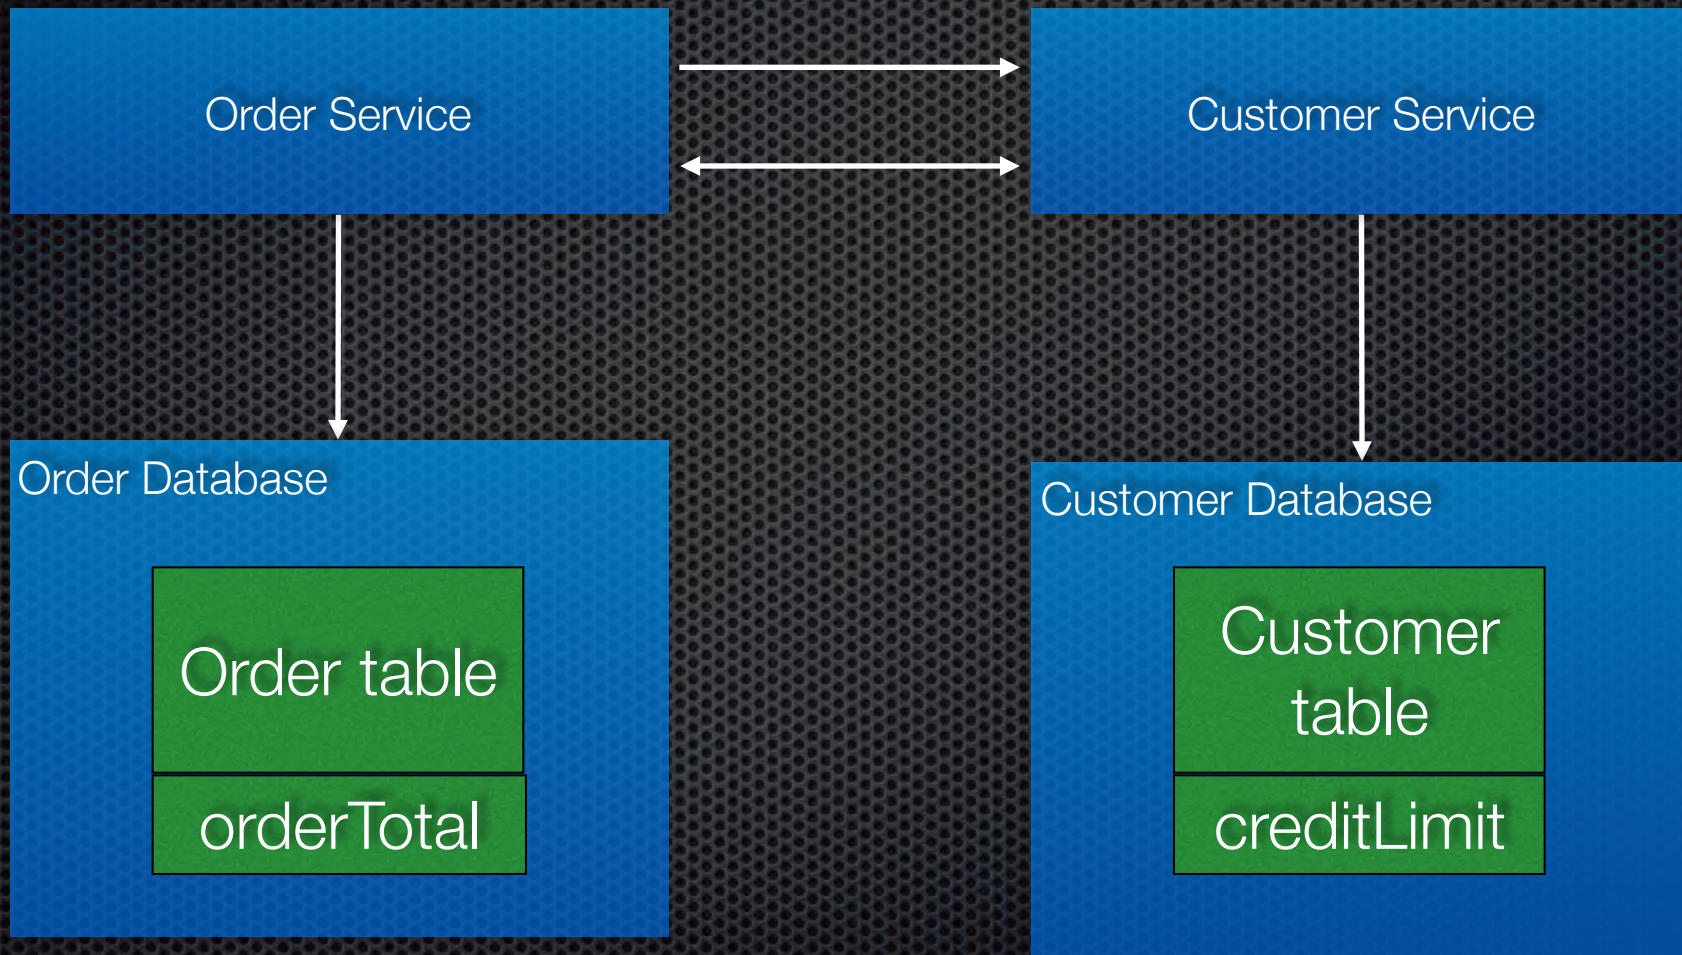 Order Service
Customer Service
Order Database
Customer Database
Order table
orderTotal
Customer
table
creditLimit